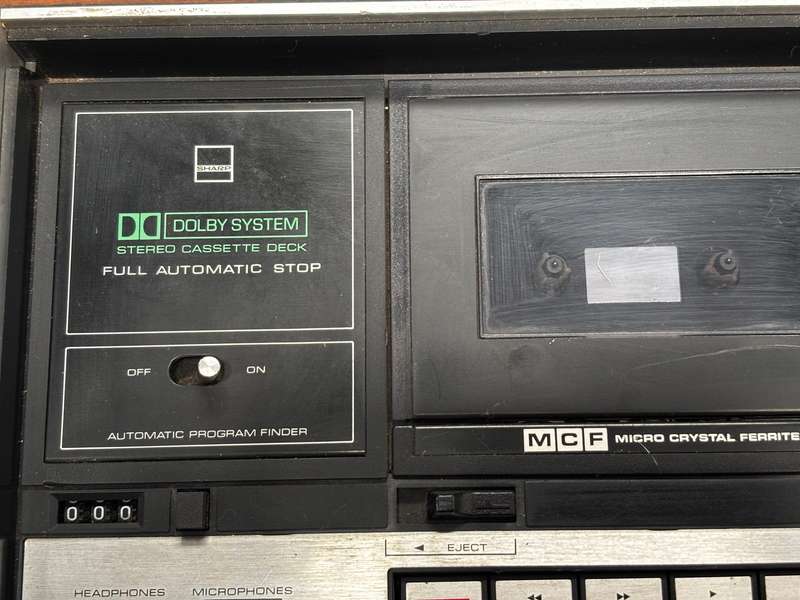 SHARP
DOLBY SYSTEM
STEREO CASSETTE DECK
FULL AUTOMATIC STOP
OFF ON
AUTOMATIC PROGRAM FINDER
MCF MICRO CRYSTAL FERRITE
000
EJECT
HEADPHONES MICROPHONES